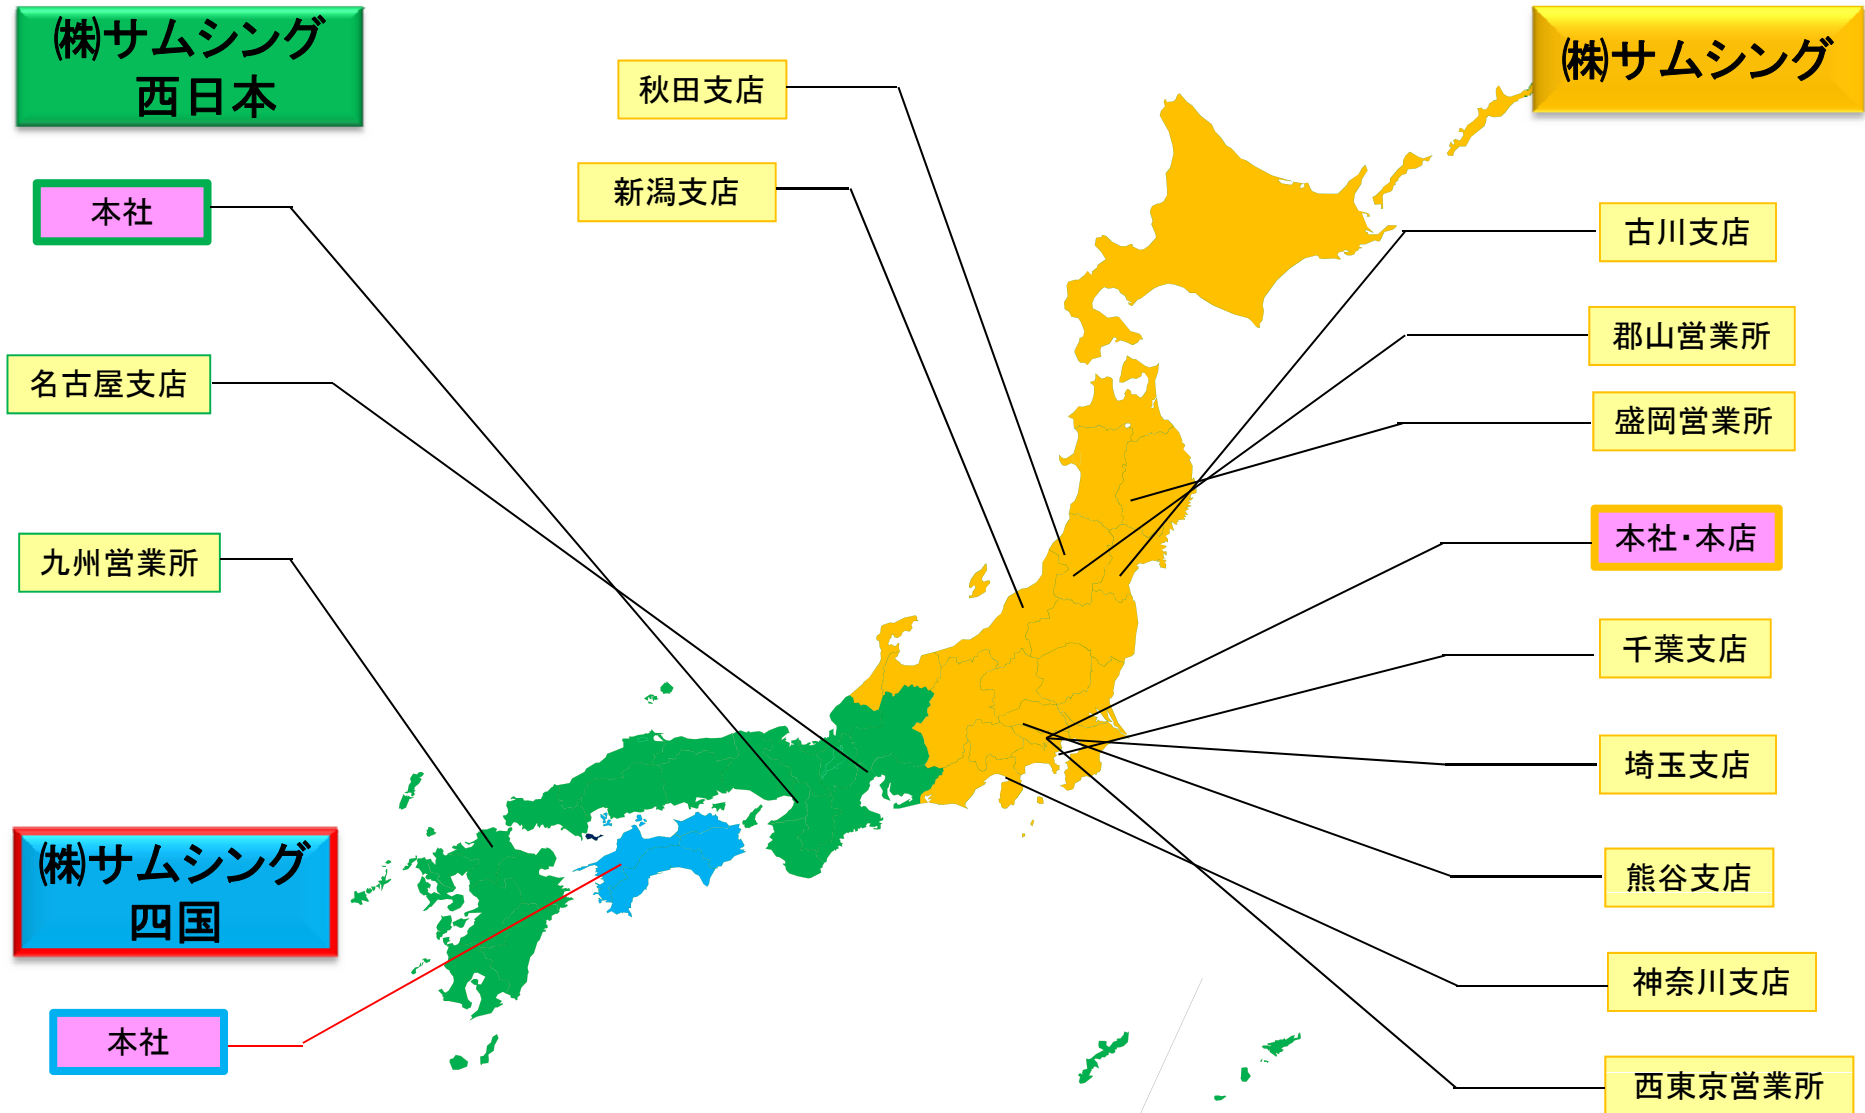 ㈱サムシング
西日本
本社
名古屋支店
九州営業所
㈱サムシング
四国
本社
秋田支店
新潟支店
㈱サムシング
古川支店
郡山営業所
盛岡営業所
本社・本店
千葉支店
埼玉支店
熊谷支店
神奈川支店
西東京営業所